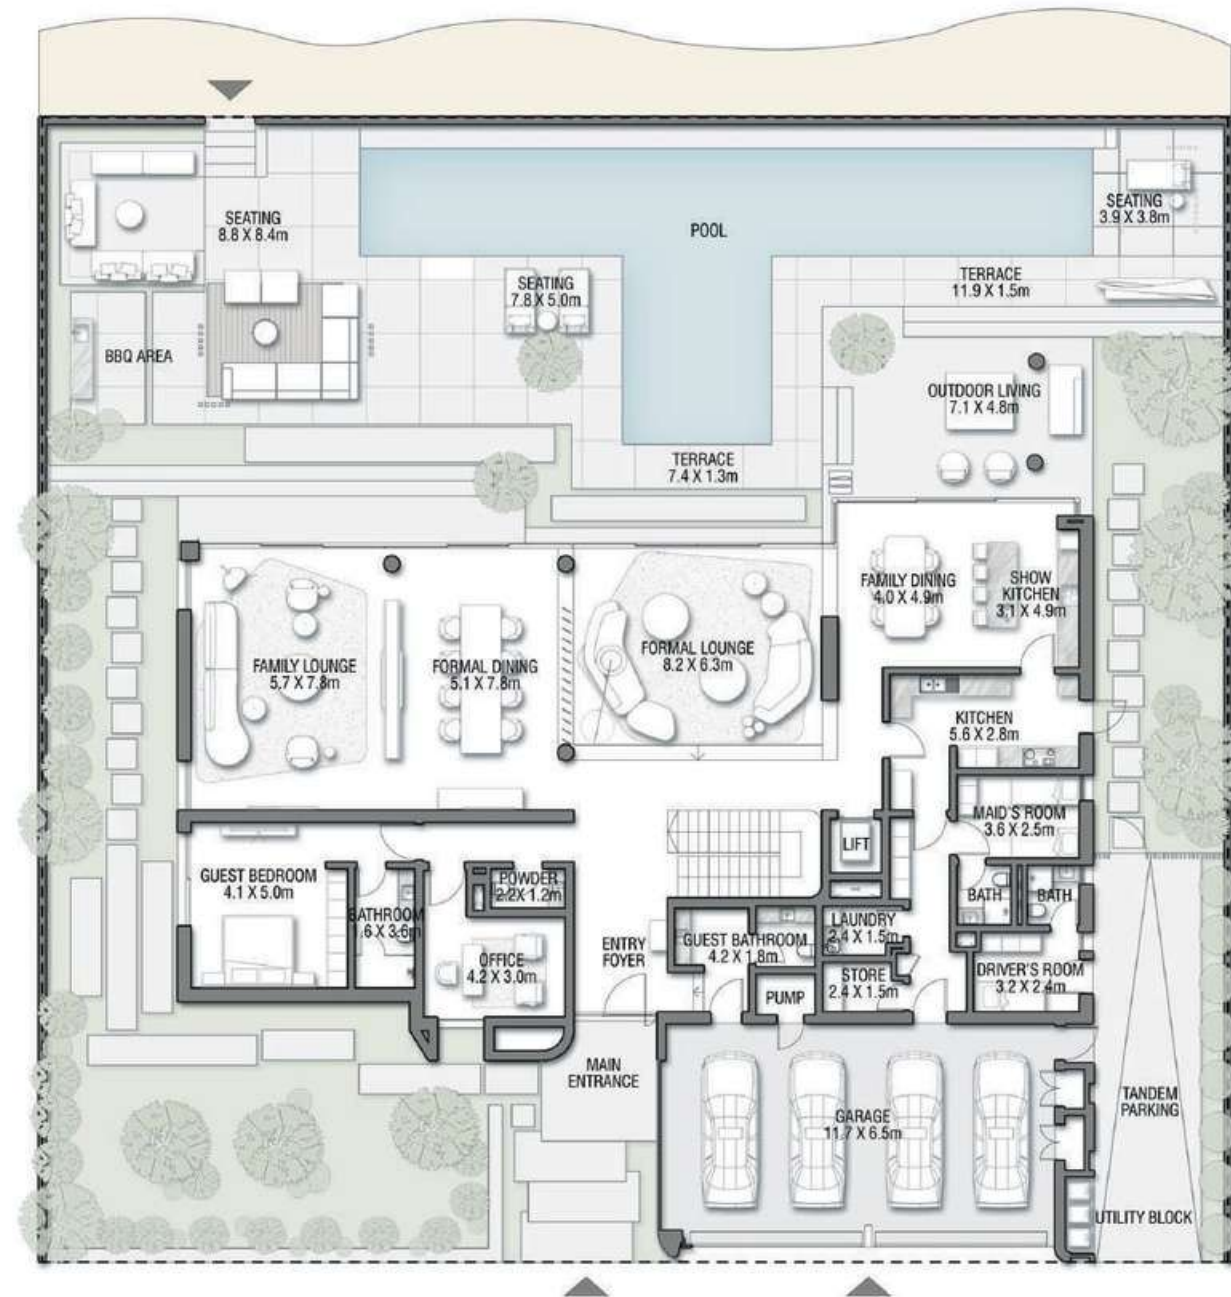 SEATING
8.8 X 8.4m
POOL
SEATING
3.9 X 3.8m
SEATING
7.8 X 5.0m
TERRACE
11.9 X 1.5m
BBQ AREA
OUTDOOR LIVING
7.1 X 4.8m
TERRACE
7.4 X 1.3m
FAMILY DINING
4.0 X 4.9m
SHOW
KITCHEN
3.1 X 4.9m
FAMILY LOUNGE
5.7 X 7.8m
FORMAL DINING
5.1 X 7.8m
FORMAL LOUNGE
8.2 X 6.3m
KITCHEN
5.6 X 2.8m
MAID'S ROOM
3.6 X 2.5m
LIFT
GUEST BEDROOM
4.1 X 5.0m
POWDER
2.2X 1.2m
BATH
BATH
BATHROOM
1.6 X 3.6m
LAUNDRY
2.4 X 1.5m
ENTRY
FOYER
GUEST BATHROOM
4.2 X 1.8m
OFFICE
4.2 X 3.0m
STORE
2.4 X 1.5m
DRIVER'S ROOM
3.2 X 2.4m
PUMP
MAIN
ENTRANCE
TANDEM
PARKING
GARAGE
11.7 X 6.5m
UTILITY BLOCK